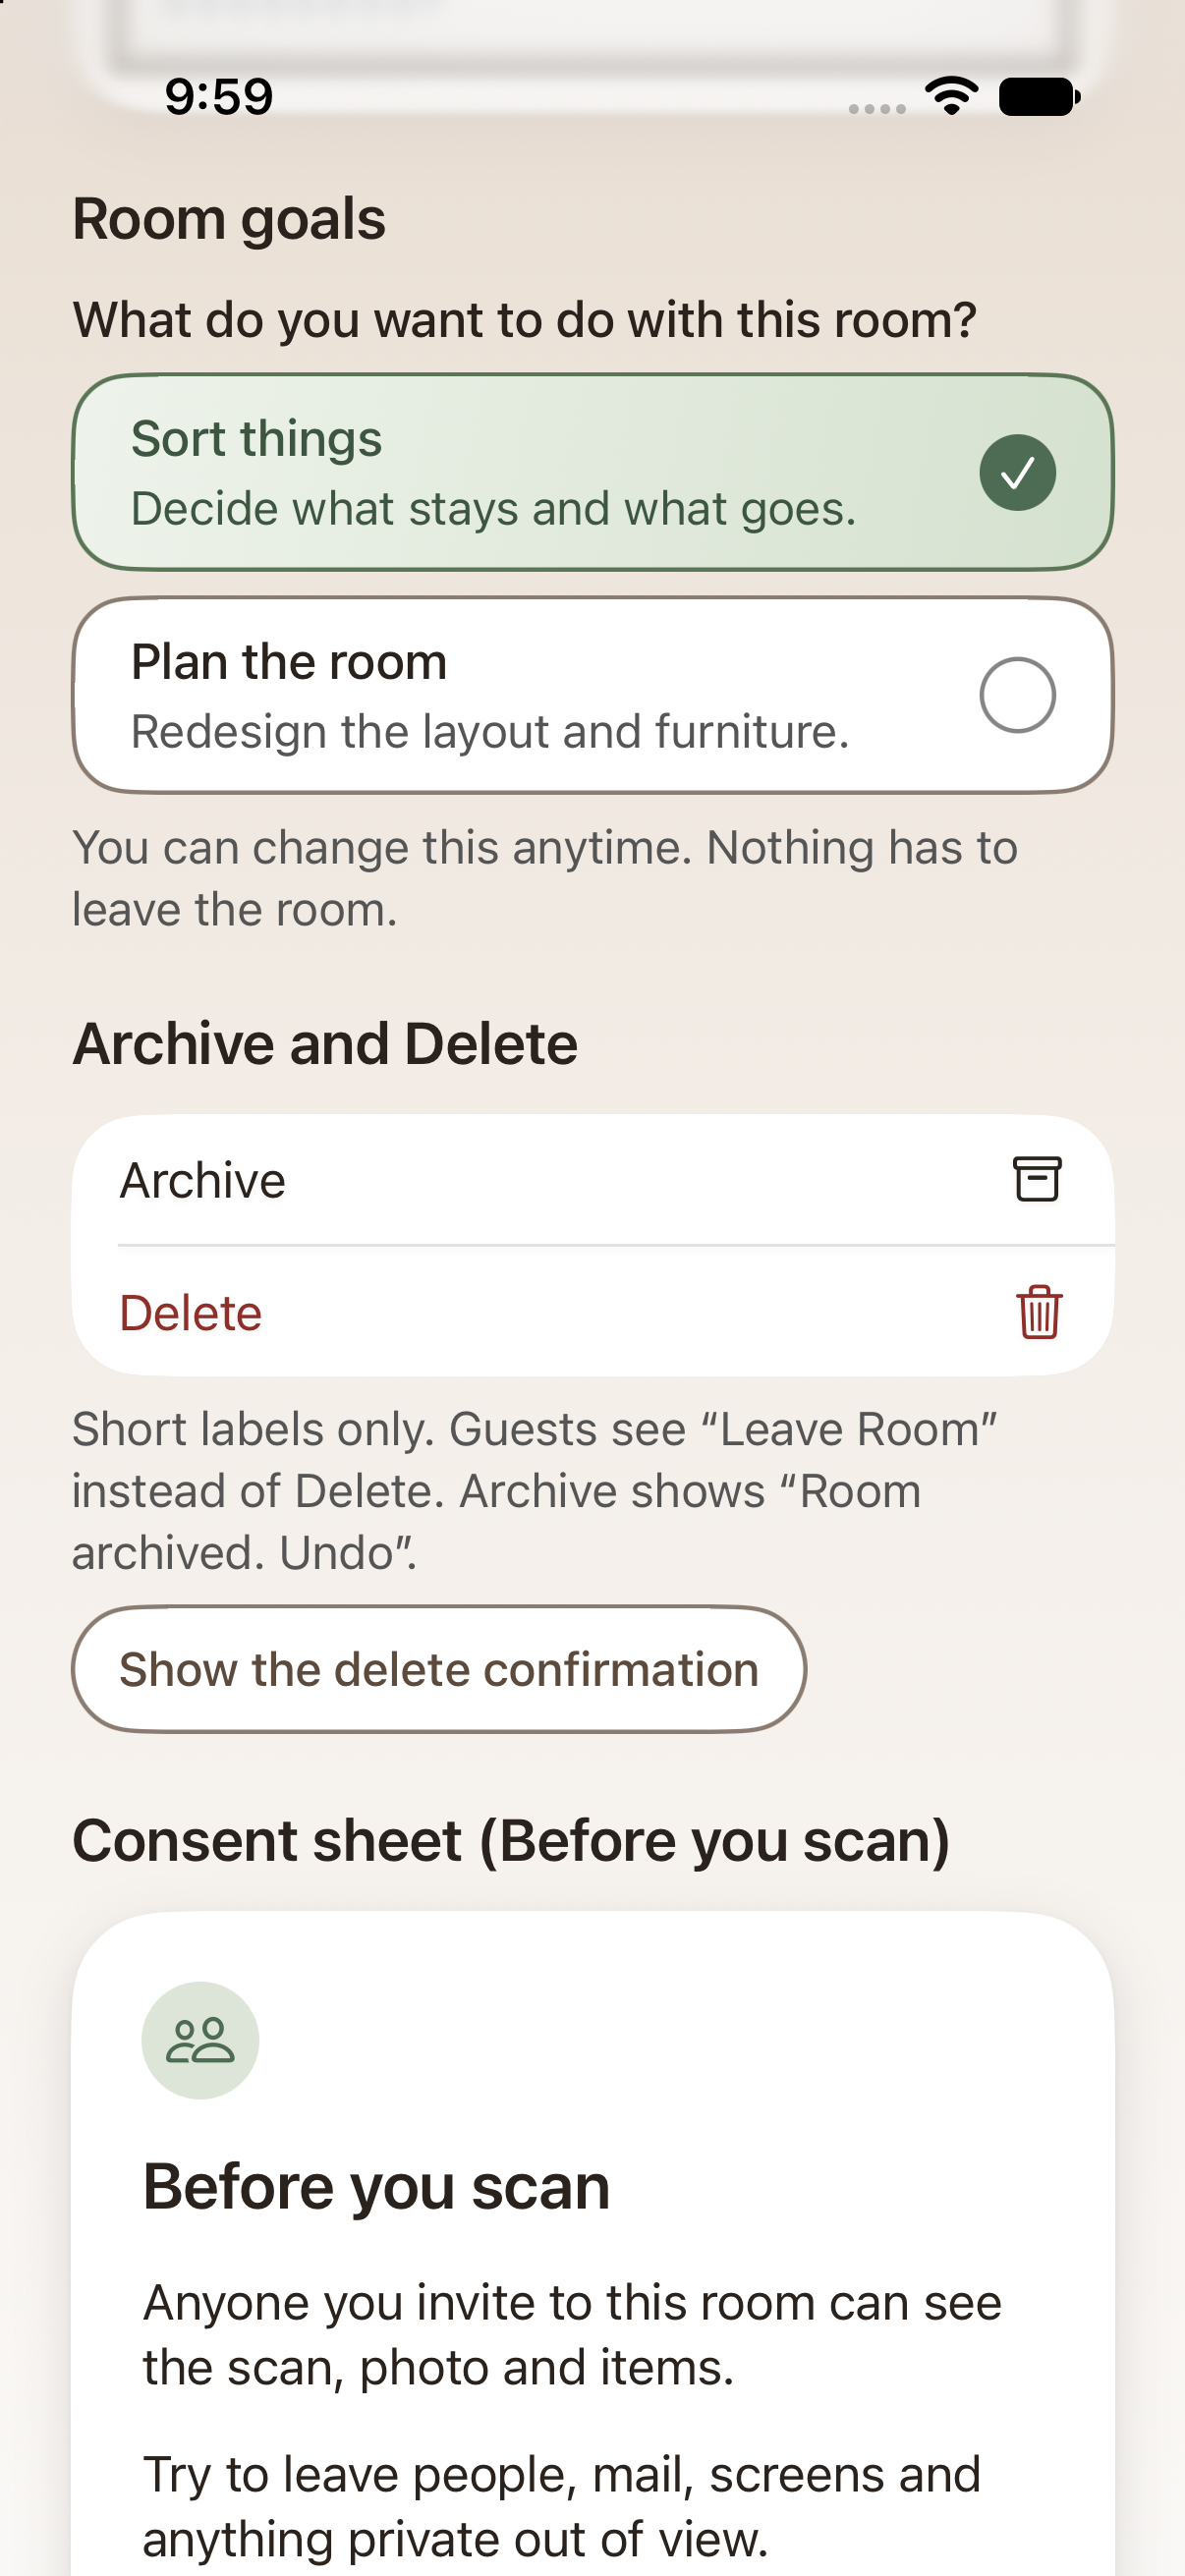 9:59
Room goals
What do you want to do with this room?
Sort things
Decide what stays and what goes.
Plan the room
Redesign the layout and furniture.
You can change this anytime. Nothing has to
leave the room.
Archive and Delete
Archive
Delete
Short labels only. Guests see “Leave Room”
instead of Delete. Archive shows “Room
archived. Undo”.
Show the delete confirmation
Consent sheet (Before you scan)
Before you scan
Anyone you invite to this room can see
the scan, photo and items.
Try to leave people, mail, screens and
anything private out of view.